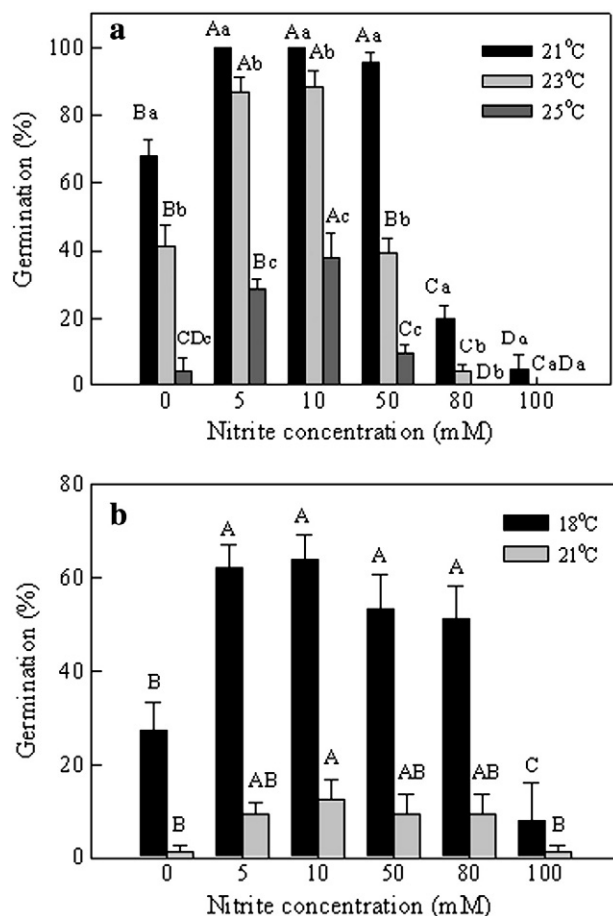 a
Germination (%)
100
80
60
40
20
0
21°C
23°C
25°C
Ba
Bb
CDc
Aa
Ab
Bc
Aa
Ab
Ac
Aa
Bb
Cc
Ca
Cb
Db
Da
CaDa
0 5 10 50 80 100
Nitrite concentration (mM)
b
Germination (%)
80
60
40
20
0
18°C
21°C
B
B
A
AB
A
A
A
AB
A
AB
C
B
0 5 10 50 80 100
Nitrite concentration (mM)